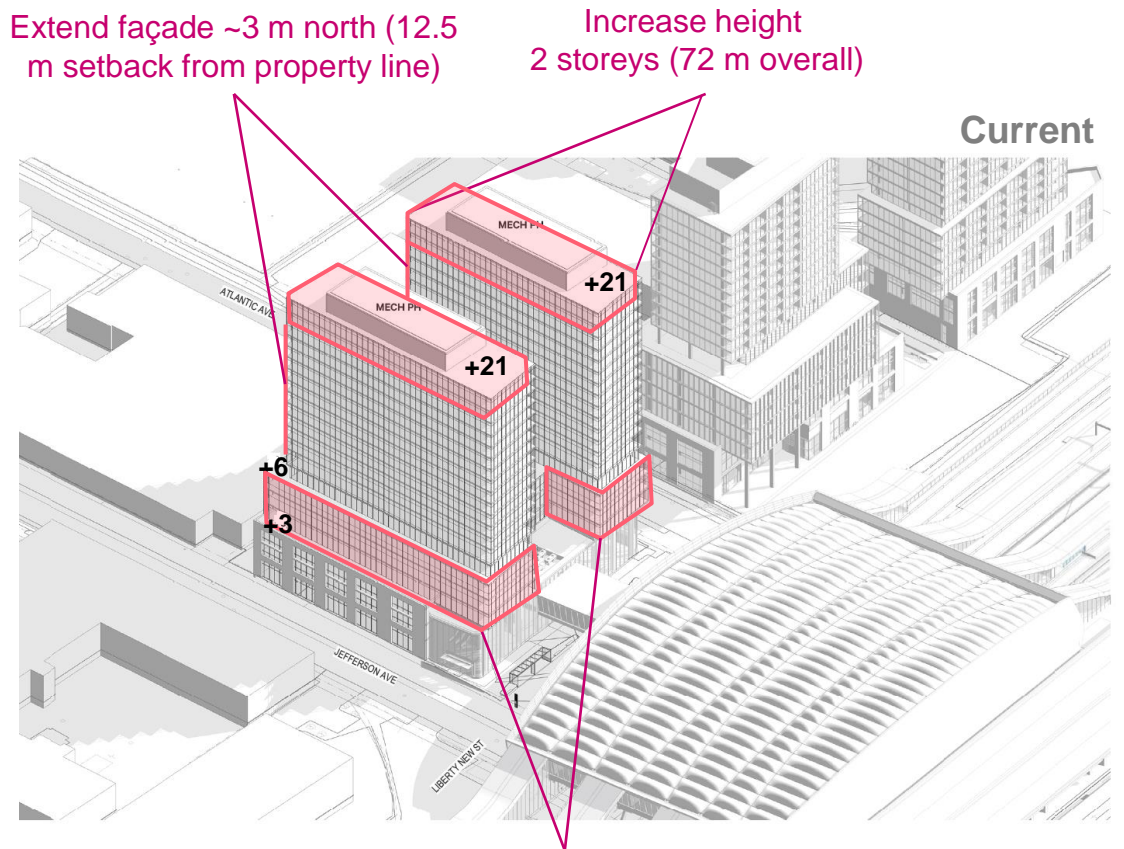 Extend façade ~3 m north (12.5
m setback from property line)
Increase height
2 storeys (72 m overall)
Current
MECH PH
+21
ATLANTIC AVE
MECH PH
+21
+6
+3
JEFFERSON AVE
LIBERTY NEW ST